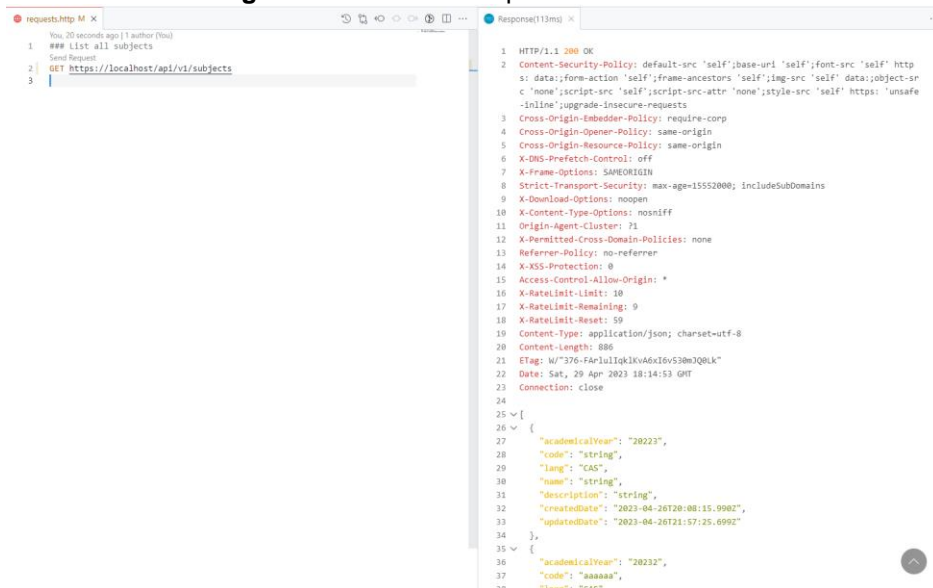 requests.http M ×
You, 20 seconds ago | 1 author (You)
1 ### List all subjects
Send Request
2 GET https://localhost/api/v1/subjects
3
Response(113ms) ×
1 HTTP/1.1 200 OK
2 Content-Security-Policy: default-src 'self';base-uri 'self';font-src 'self' http
s: data:;form-action 'self';frame-ancestors 'self';img-src 'self' data:;object-sr
c 'none';script-src 'self';script-src-attr 'none';style-src 'self' https: 'unsafe
-inline';upgrade-insecure-requests
3 Cross-Origin-Embedder-Policy: require-corp
4 Cross-Origin-Opener-Policy: same-origin
5 Cross-Origin-Resource-Policy: same-origin
6 X-DNS-Prefetch-Control: off
7 X-Frame-Options: SAMEORIGIN
8 Strict-Transport-Security: max-age=15552000; includeSubDomains
9 X-Download-Options: noopen
10 X-Content-Type-Options: nosniff
11 Origin-Agent-Cluster: ?1
12 X-Permitted-Cross-Domain-Policies: none
13 Referrer-Policy: no-referrer
14 X-XSS-Protection: 0
15 Access-Control-Allow-Origin: *
16 X-RateLimit-Limit: 10
17 X-RateLimit-Remaining: 9
18 X-RateLimit-Reset: 59
19 Content-Type: application/json; charset=utf-8
20 Content-Length: 886
21 ETag: W/"376-FArlulIqklKvA6xI6v530mJQ0Lk"
22 Date: Sat, 29 Apr 2023 18:14:53 GMT
23 Connection: close
24
25 [
26 {
27 "academicalYear": "20223",
28 "code": "string",
29 "lang": "CAS",
30 "name": "string",
31 "description": "string",
32 "createdDate": "2023-04-26T20:08:15.990Z",
33 "updatedDate": "2023-04-26T21:57:25.699Z"
34 },
35 {
36 "academicalYear": "20232",
37 "code": "aaaaaa",